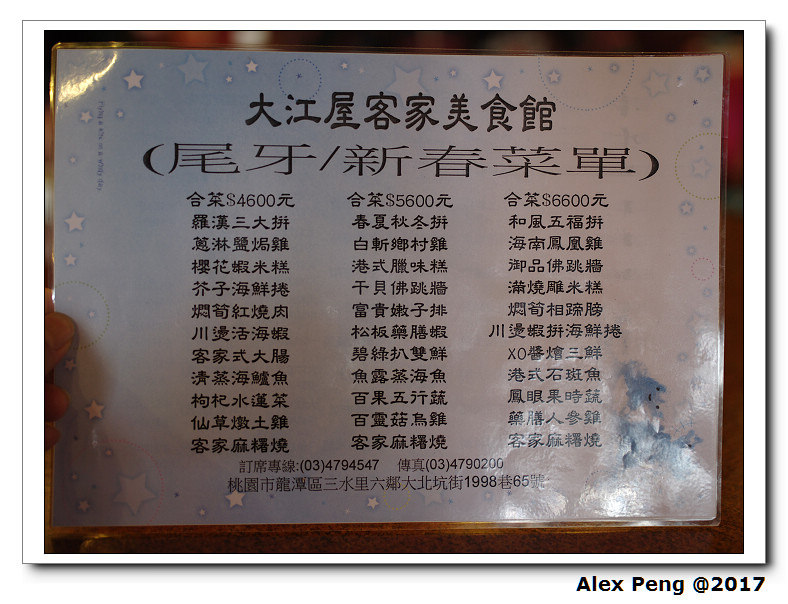 大江屋客家美食館
(尾牙/新春菜單)
合菜$4600元 合菜$5600元 合菜$6600元
羅漢三大拼 春夏秋冬拼 和風五福拼
蔥淋鹽焗雞 白斬鄉村雞 海南鳳凰雞
櫻花蝦米糕 港式臘味糕 御品佛跳牆
芥子海鮮捲 干貝佛跳牆 滿燒雕米糕
燜筍紅燒肉 富貴嫩子排 燜筍相蹄膀
川燙活海蝦 松板藥膳蝦 川燙蝦拼海鮮捲
客家式大腸 碧綠扒雙鮮 XO醬燴三鮮
清蒸海鱸魚 魚露蒸海魚 港式石斑魚
枸杞水蓮菜 百果五行蔬 鳳眼果時蔬
仙草燉土雞 百靈菇烏雞 藥膳人參雞
客家麻糬燒 客家麻糬燒 客家麻糬燒
訂席專線:(03)4794547 傳真(03)4790200
桃園市龍潭區三水里六鄰大北坑街1998巷65號
Alex Peng @2017